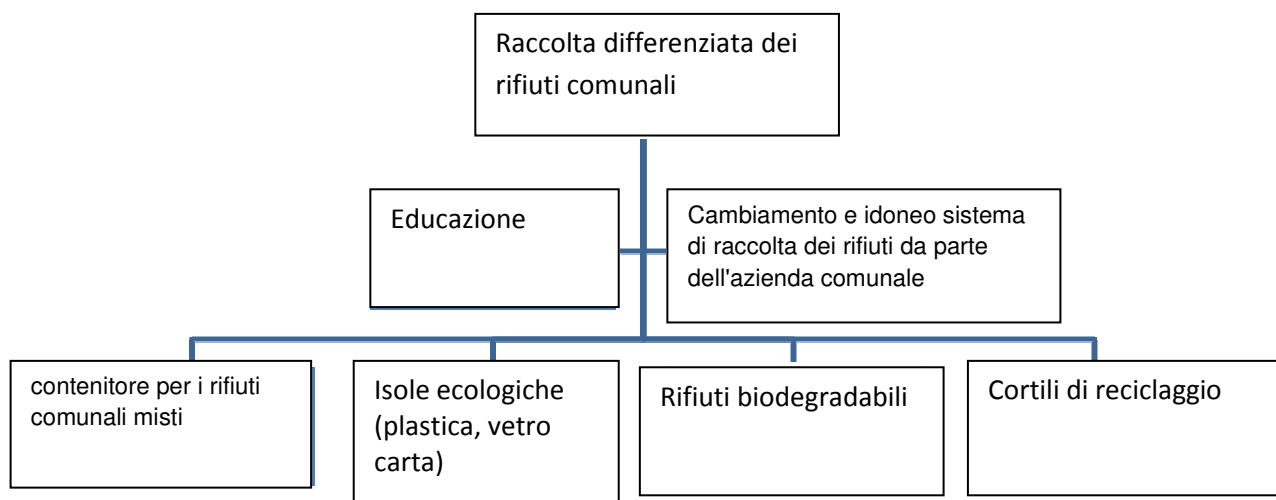 Raccolta differenziata dei
rifiuti comunali
Educazione
Cambiamento e idoneo sistema
di raccolta dei rifiuti da parte
dell'azienda comunale
contenitore per i rifiuti
comunali misti
Isole ecologiche
(plastica, vetro
carta)
Rifiuti biodegradabili
Cortili di reciclaggio